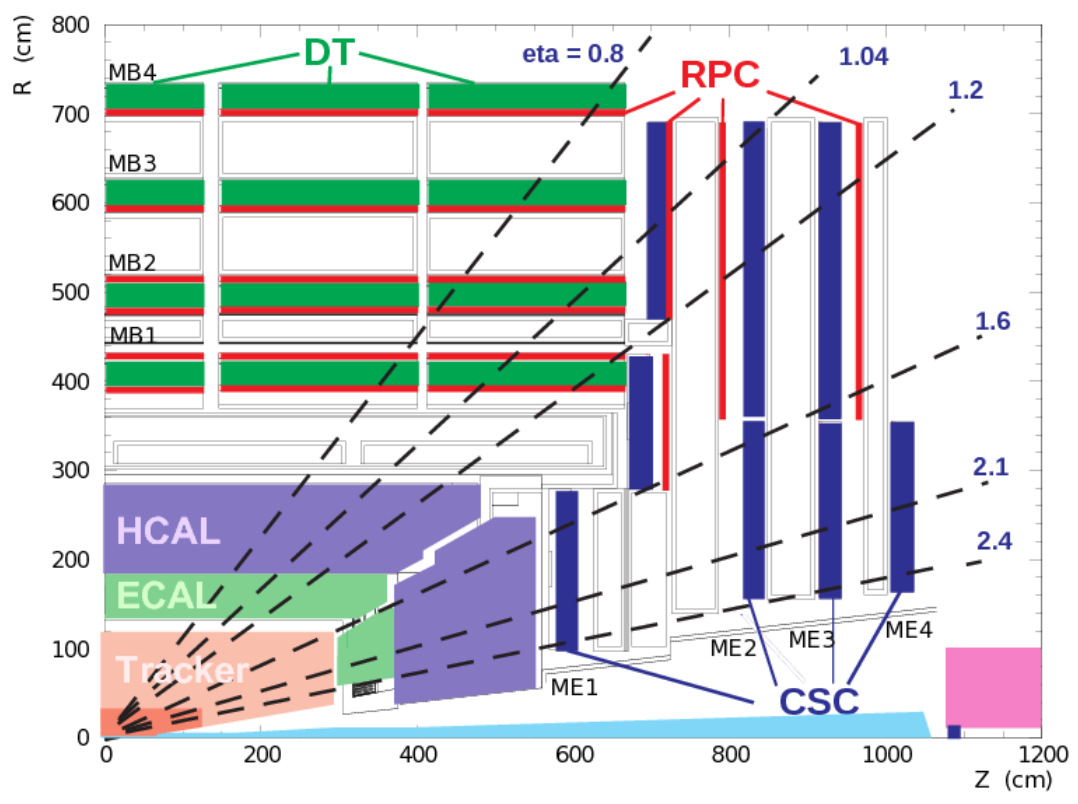 800
700
600
500
400
300
200
100
0
R (cm)
0
200
400
600
800
1000
1200
Z (cm)
DT
eta = 0.8
1.04
1.2
1.6
2.1
2.4
RPC
MB4
MB3
MB2
MB1
HCAL
ECAL
Tracker
ME1
ME2
ME3
ME4
CSC